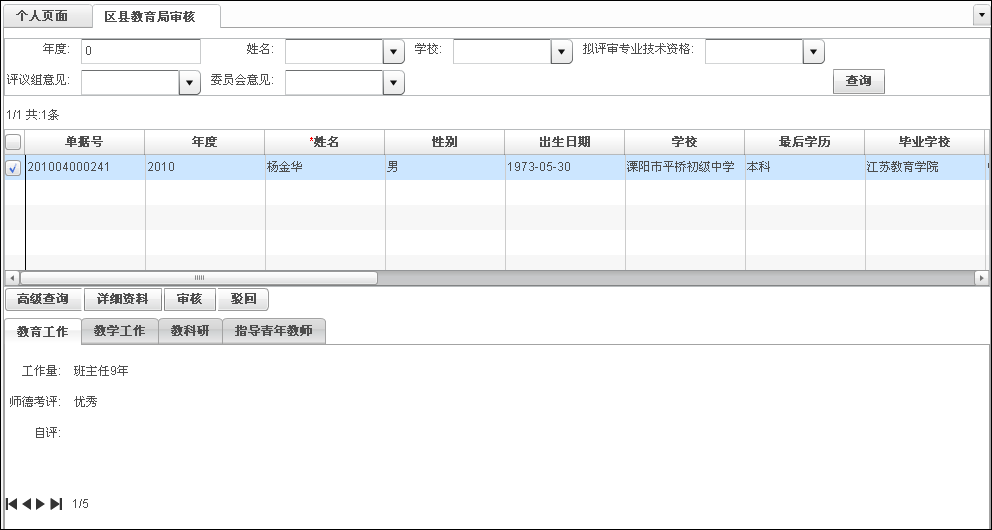 个人页面 区县教育局审核
年度: 0 姓名: 学校: 拟评审专业技术资格:
评议组意见: 委员会意见: 查询
1/1 共:1条
单据号 年度 *姓名 性别 出生日期 学校 最后学历 毕业学校
201004000241 2010 杨金华 男 1973-05-30 溧阳市平桥初级中学 本科 江苏教育学院
高级查询 详细资料 审核 驳回
教育工作 教学工作 教科研 指导青年教师
工作量: 班主任9年
师德考评: 优秀
自评:
1/5